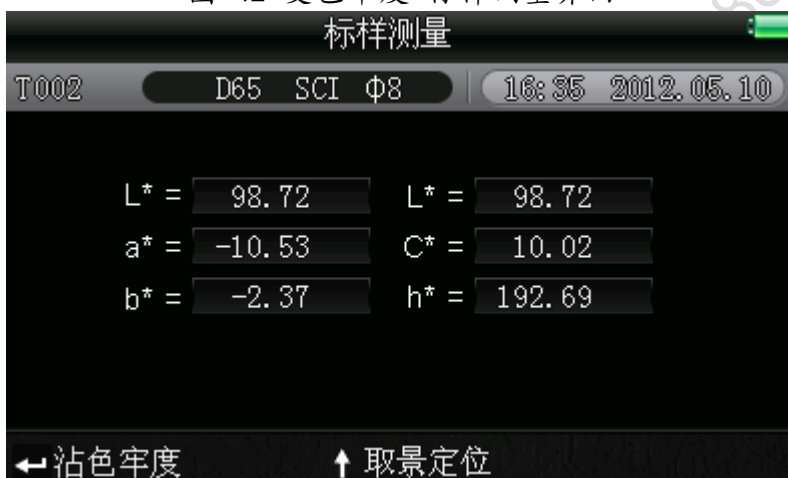 标样测量
T002 D65 SCI Φ8 16:35 2012.05.10
L* = 98.72 L* = 98.72
a* = -10.53 C* = 10.02
b* = -2.37 h* = 192.69
沾色牢度 取景定位